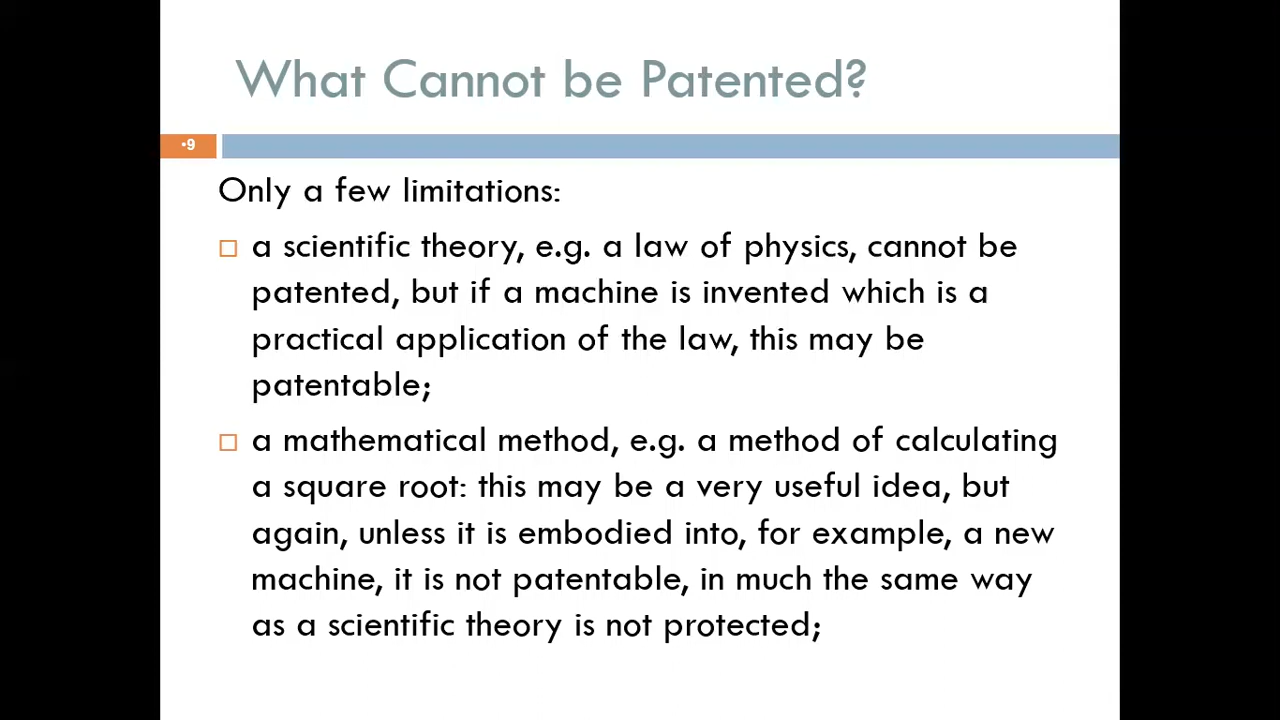 What Cannot be Patented?
•9
Only a few limitations:
a scientific theory, e.g. a law of physics, cannot be
patented, but if a machine is invented which is a
practical application of the law, this may be
patentable;
a mathematical method, e.g. a method of calculating
a square root: this may be a very useful idea, but
again, unless it is embodied into, for example, a new
machine, it is not patentable, in much the same way
as a scientific theory is not protected;